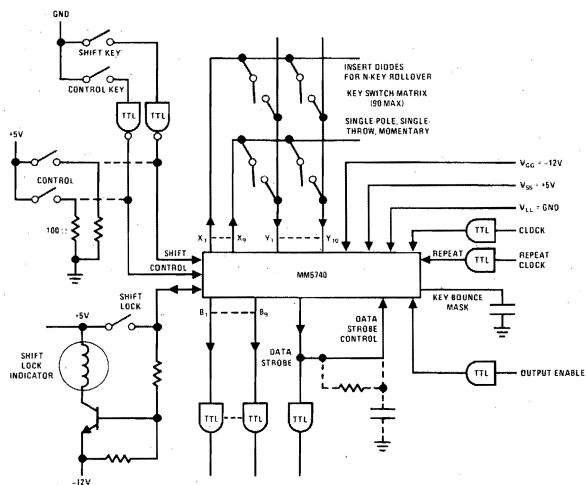 GND
SHIFT KEY
CONTROL KEY
TTL
TTL
+5V
CONTROL
100Ω
INSERT DIODES
FOR N-KEY ROLLOVER
KEY SWITCH MATRIX
(90 MAX)
SINGLE-POLE, SINGLE-
THROW, MOMENTARY
VGG = -12V
VSS = +5V
VLL = GND
X1
X9
Y1
Y10
SHIFT
CONTROL
MM5740
TTL
CLOCK
REPEAT
TTL
REPEAT
CLOCK
KEY BOUNCE
MASK
SHIFT
LOCK
+5V
SHIFT
LOCK
INDICATOR
B1
B9
DATA
STROBE
CONTROL
DATA
STROBE
TTL
OUTPUT ENABLE
TTL
TTL
TTL
-12V